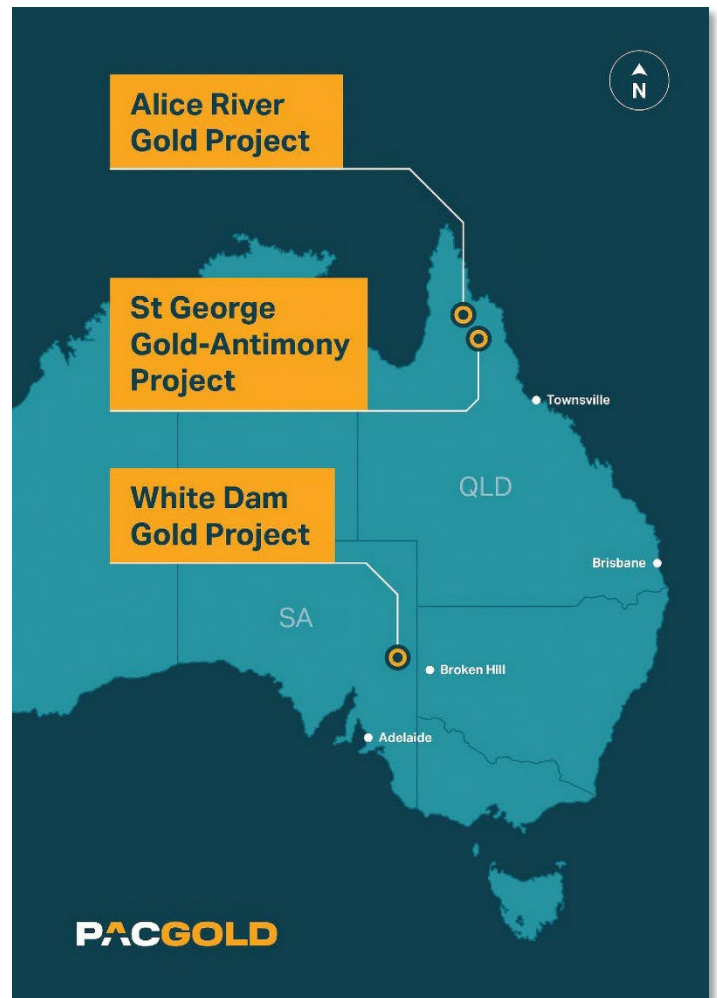 N
Alice River
Gold Project
St George
Gold-Antimony
Project
Townsville
White Dam
Gold Project
QLD
Brisbane
SA
Broken Hill
Adelaide
PACGOLD